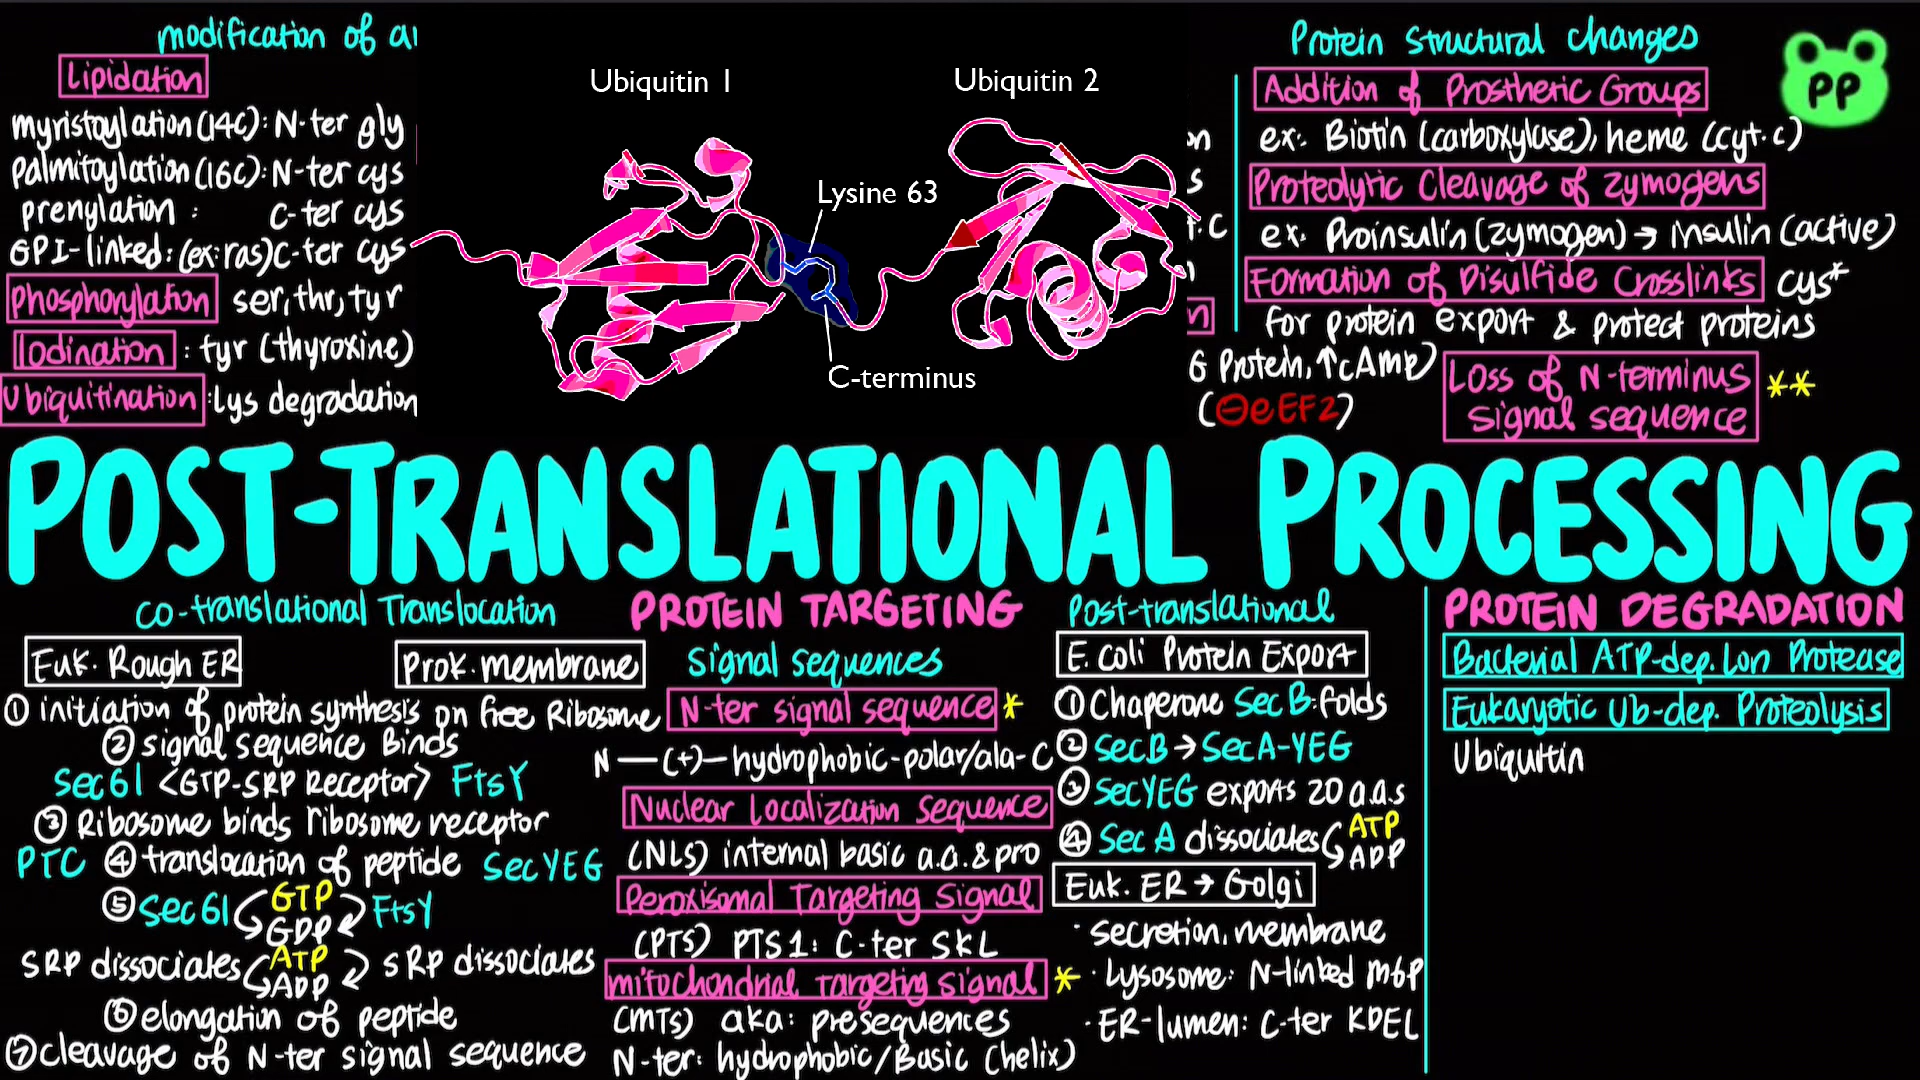 modification of a
Lipidation
myristoylation (14C): N-ter gly
palmitoylation (16C): N-ter cys
prenylation : C-ter cys
GPI-linked: (ex: ras) C-ter cys
Phosphorylation ser, thr, tyr
Iodination : tyr (thyroxine)
Ubiquitination : Lys degradation
Ubiquitin 1
Ubiquitin 2
Lysine 63
C-terminus
Protein structural changes
PP
Addition of Prosthetic Groups
ex: Biotin (carboxylase), heme (cyt. c)
Proteolytic Cleavage of zymogens
ex: Proinsulin (zymogen) → insulin (active)
Formation of Disulfide Crosslinks cys*
for protein export & protect proteins
G Protein, ↑cAMP)
(⊖eEF2)
Loss of N-terminus **
signal sequence
POST-TRANSLATIONAL PROCESSING
co-translational Translocation
Euk. Rough ER
Prok. membrane
① initiation of protein synthesis on free Ribosome
② signal sequence Binds
Sec61 <GTP-SRP Receptor> FtsY
③ Ribosome binds ribosome receptor
PTC ④ translocation of peptide SecYEG
⑤ Sec61 GTP FtsY
GDP
SRP dissociates ATP SRP dissociates
ADP
⑥ elongation of peptide
⑦ cleavage of N-ter signal sequence
PROTEIN TARGETING
signal sequences
N-ter signal sequence *
N—(+)—hydrophobic-polar/ala-C
Nuclear Localization Sequence
(NLS) internal basic a.a. & pro
Peroxisomal Targeting Signal
(PTS) PTS1: C-ter SKL
mitochondrial Targeting signal *
(MTS) aka: presequences
N-ter: hydrophobic/Basic (helix)
Post-translational
E. coli Protein Export
① Chaperone SecB: folds
② SecB → SecA-YEG
③ SecYEG exports 20 a.a.s
④ Sec A dissociates ATP
ADP
Euk. ER → Golgi
· secretion, membrane
· Lysosome: N-linked M6P
· ER-lumen: C-ter KDEL
PROTEIN DEGRADATION
Bacterial ATP-dep. Lon Protease
Eukaryotic Ub-dep. Proteolysis
Ubiquitin